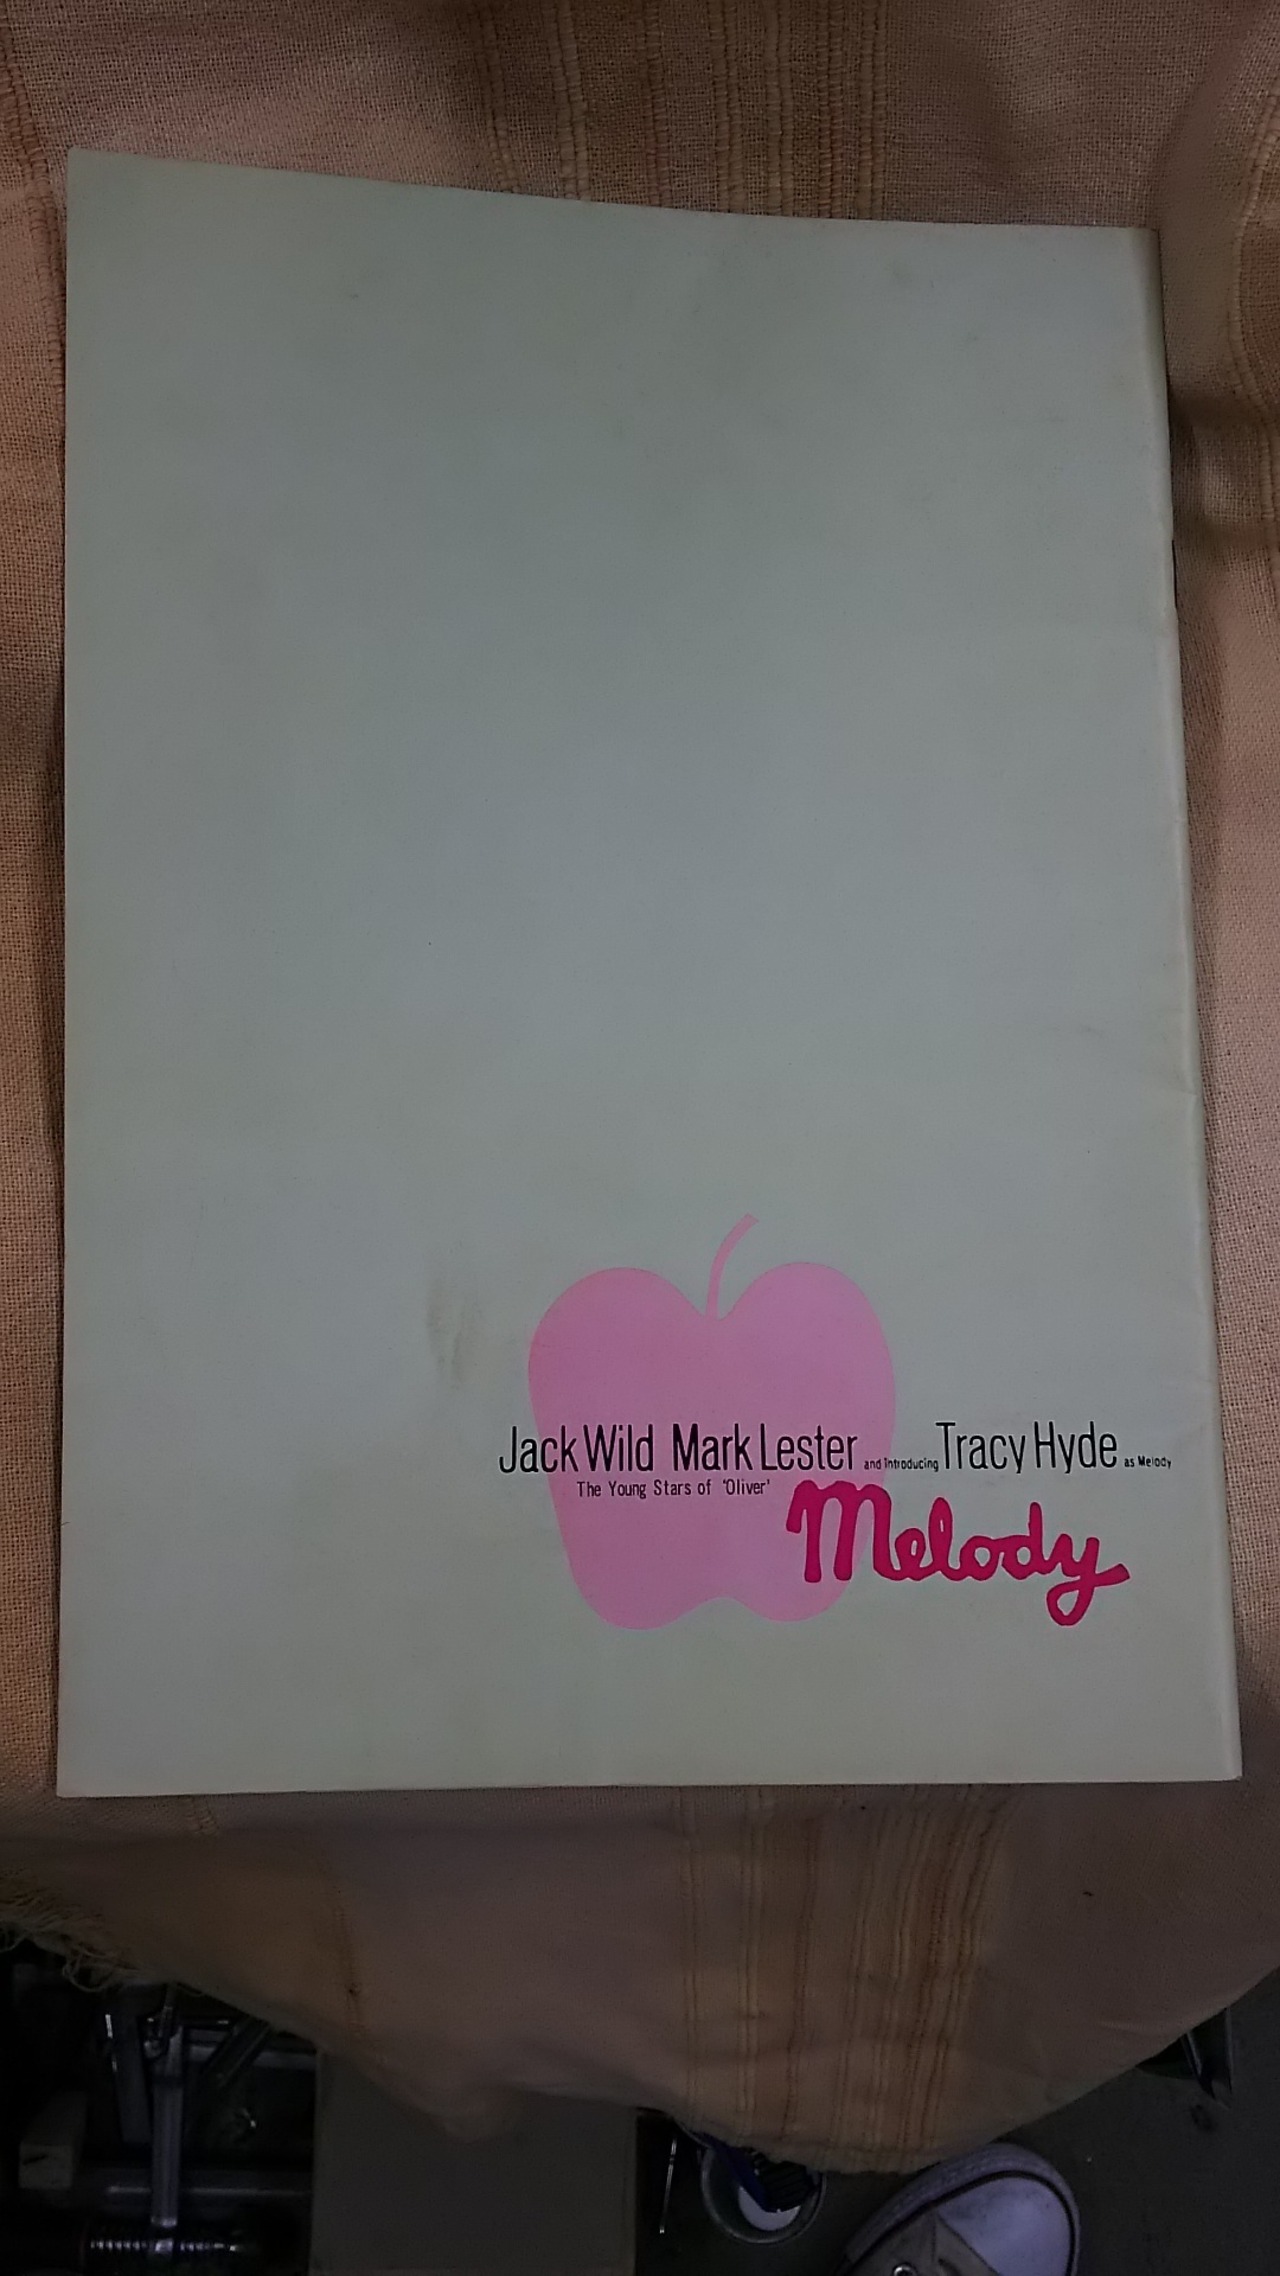 Jack Wild Mark Lester and Introducing Tracy Hyde as Melody
The Young Stars of 'Oliver'
Melody